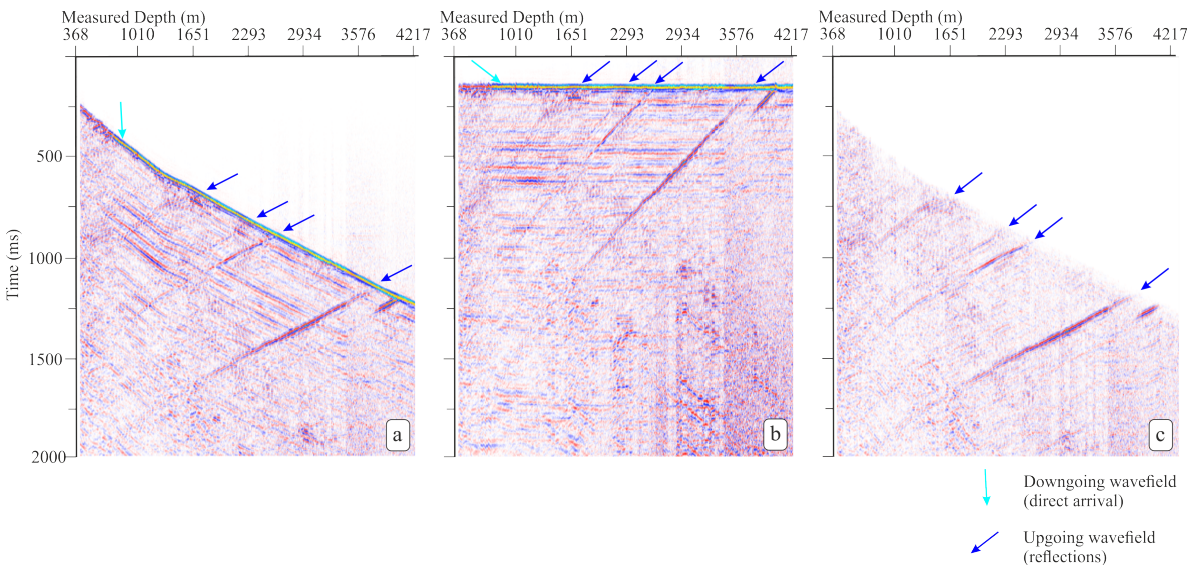 Measured Depth (m)
368 1010 1651 2293 2934 3576 4217
Measured Depth (m)
368 1010 1651 2293 2934 3576 4217
Measured Depth (m)
368 1010 1651 2293 2934 3576 4217
Time (ms)
500
1000
1500
2000
a
b
c
Downgoing wavefield
(direct arrival)
Upgoing wavefield
(reflections)